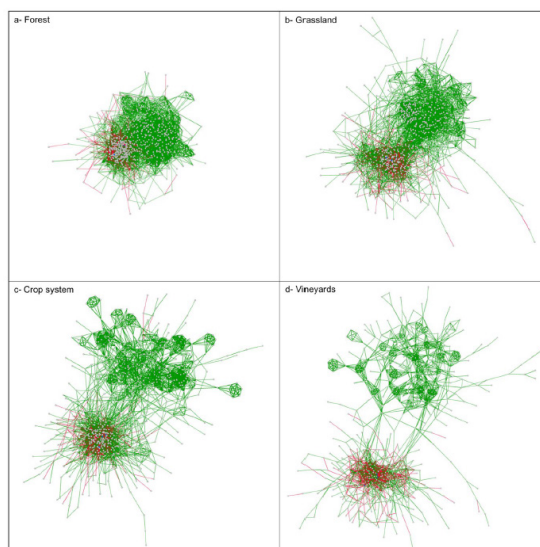 a- Forest
b- Grassland
c- Crop system
d- Vineyards